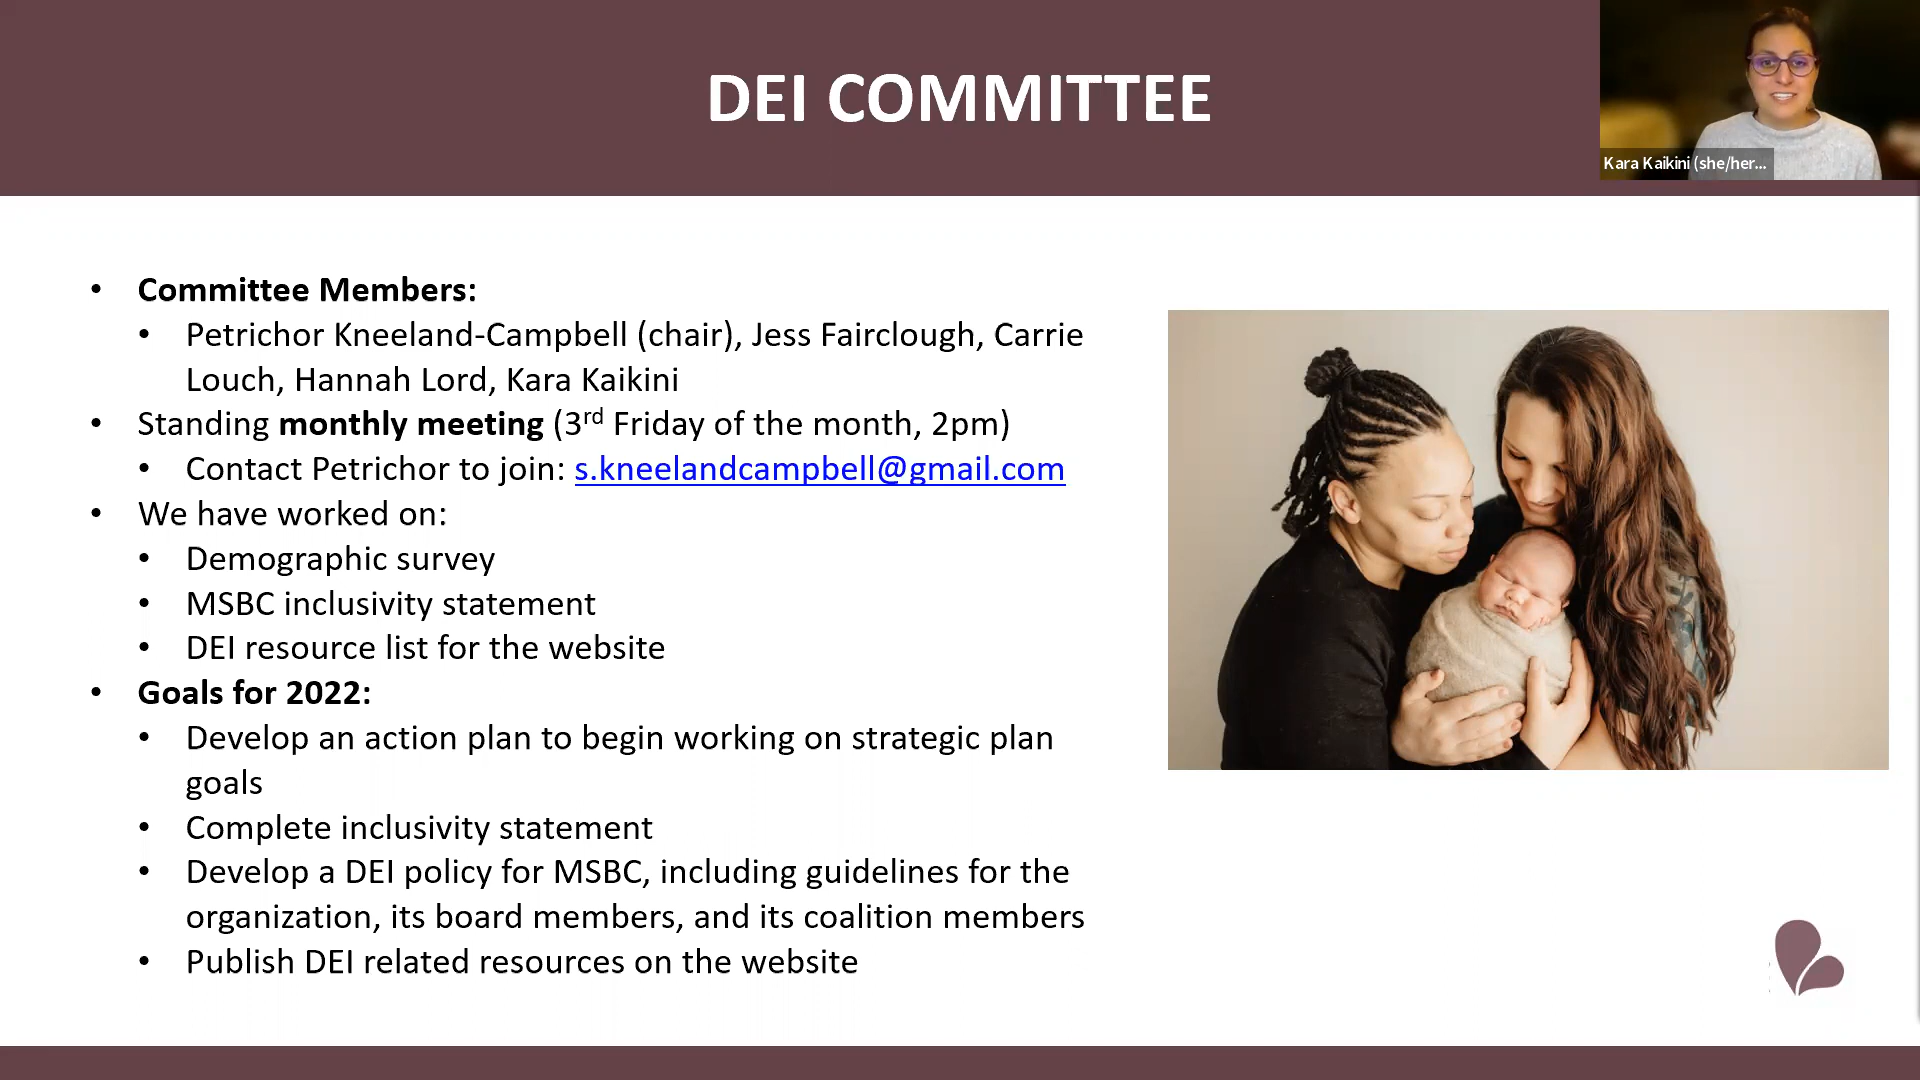 DEI COMMITTEE
Kara Kaikini (she/her...
• Committee Members:
• Petrichor Kneeland-Campbell (chair), Jess Fairclough, Carrie
Louch, Hannah Lord, Kara Kaikini
• Standing monthly meeting (3rd Friday of the month, 2pm)
• Contact Petrichor to join: s.kneelandcampbell@gmail.com
• We have worked on:
• Demographic survey
• MSBC inclusivity statement
• DEI resource list for the website
• Goals for 2022:
• Develop an action plan to begin working on strategic plan
goals
• Complete inclusivity statement
• Develop a DEI policy for MSBC, including guidelines for the
organization, its board members, and its coalition members
• Publish DEI related resources on the website